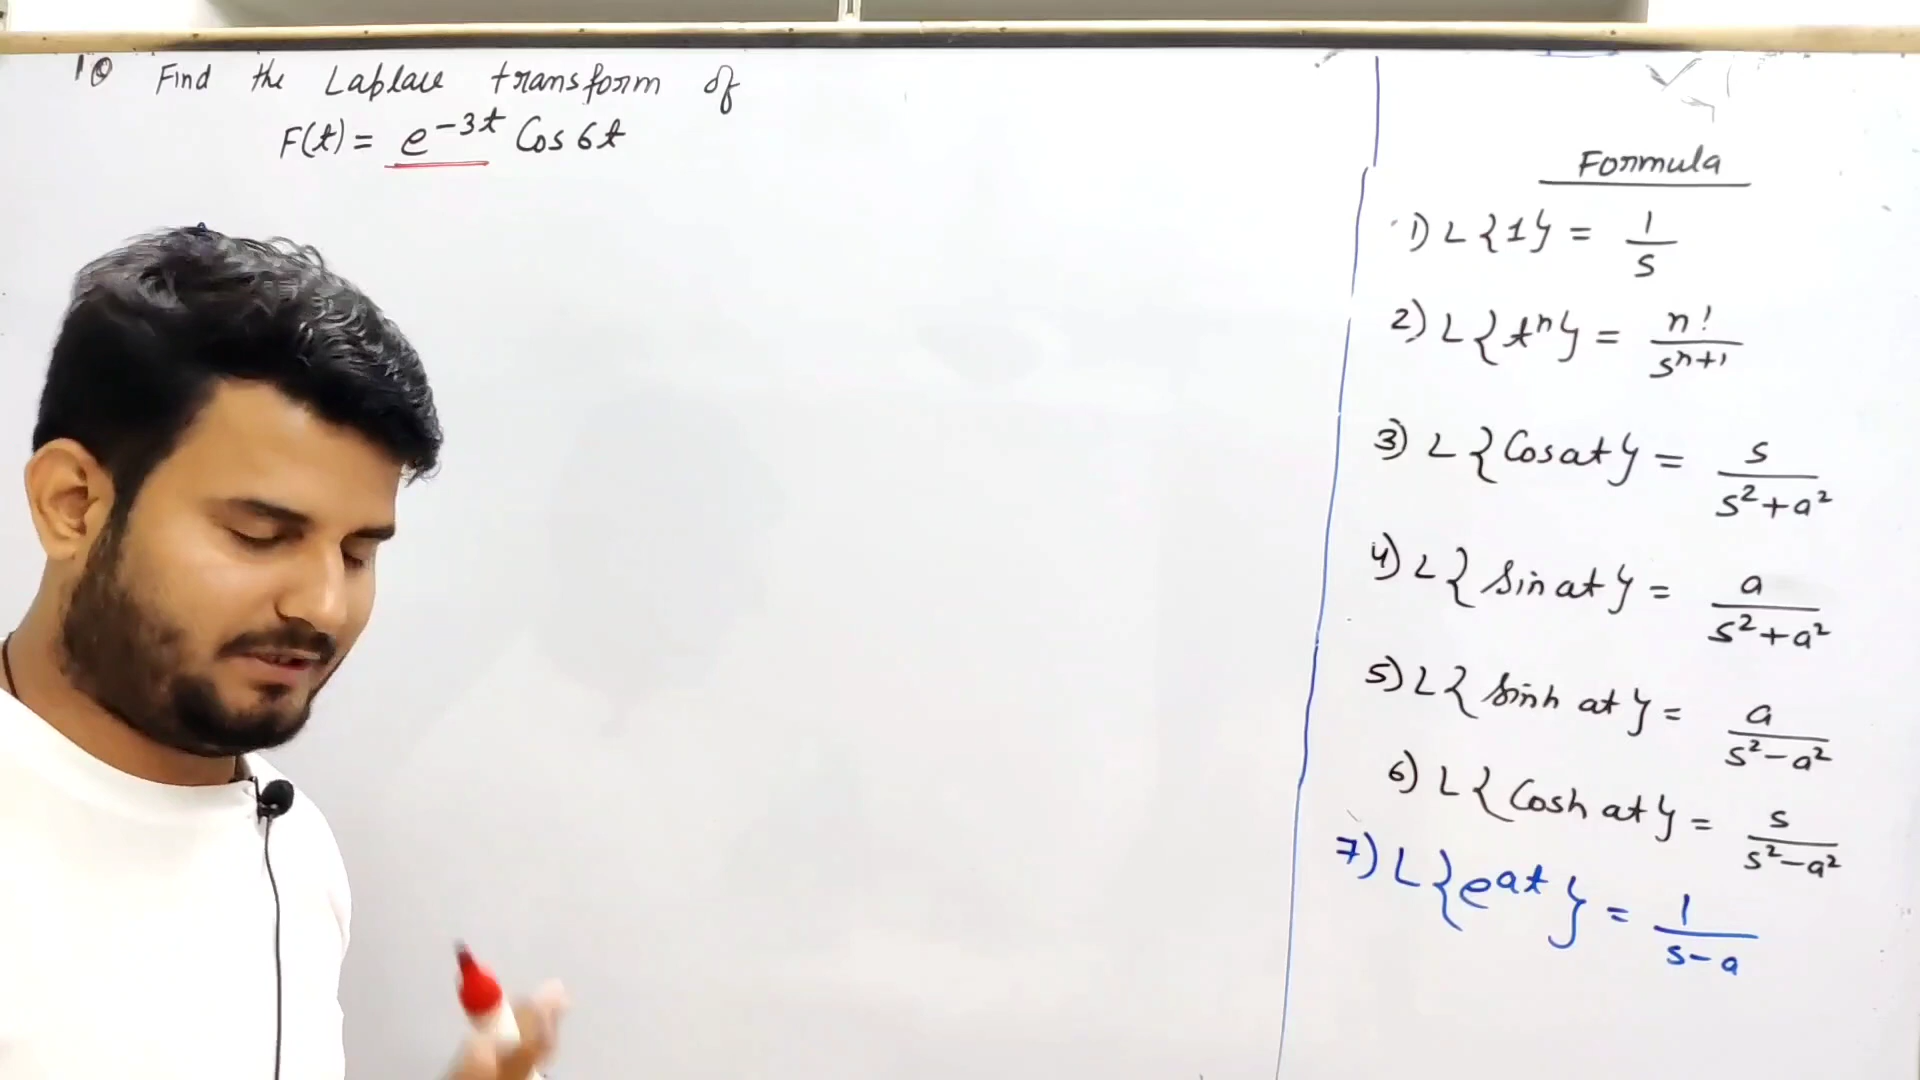 1Q Find the Laplace transform of
F(t) = e^{-3t} Cos 6t
Formula
1) L{1} = 1/s
2) L{t^n} = n!/s^{n+1}
3) L{Cos at} = s/(s²+a²)
4) L{Sin at} = a/(s²+a²)
5) L{Sinh at} = a/(s²-a²)
6) L{Cosh at} = s/(s²-a²)
7) L{e^{at}} = 1/(s-a)